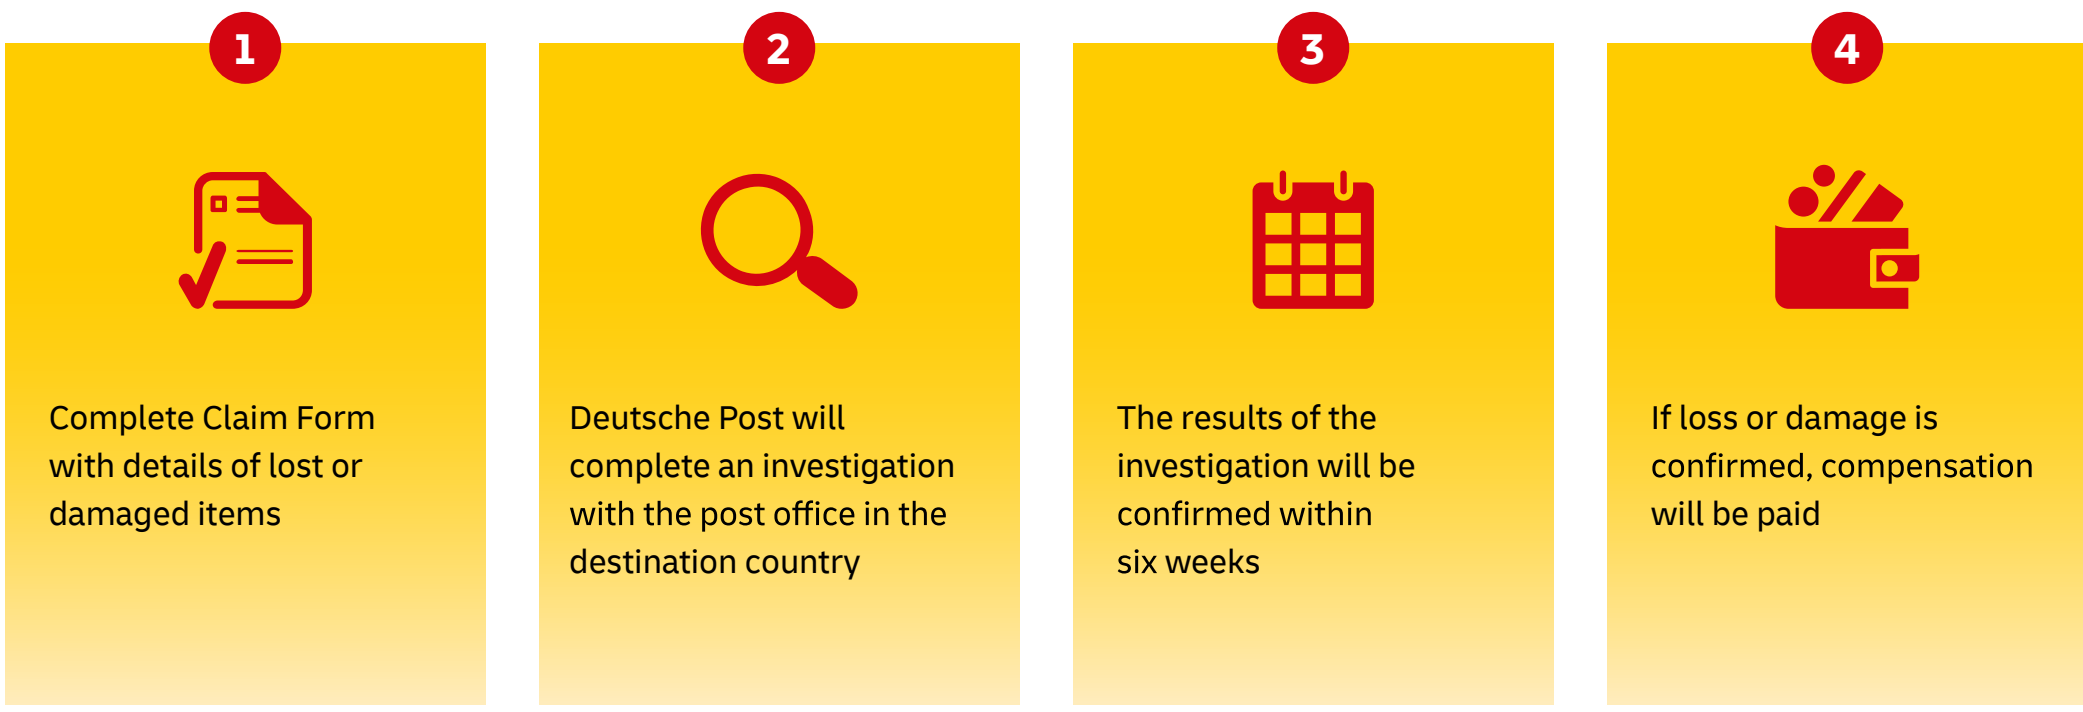 1
Complete Claim Form
with details of lost or
damaged items
2
Deutsche Post will
complete an investigation
with the post office in the
destination country
3
The results of the
investigation will be
confirmed within
six weeks
4
If loss or damage is
confirmed, compensation
will be paid